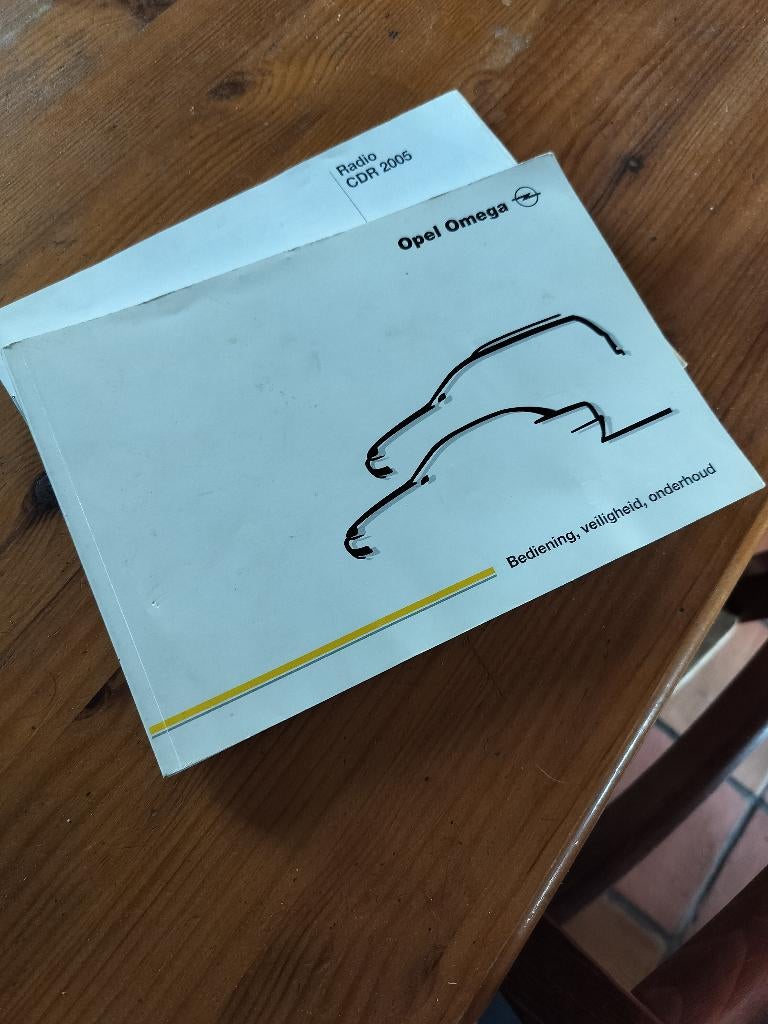 Radio
CDR 2005
Opel Omega
Bediening, veiligheid, onderhoud